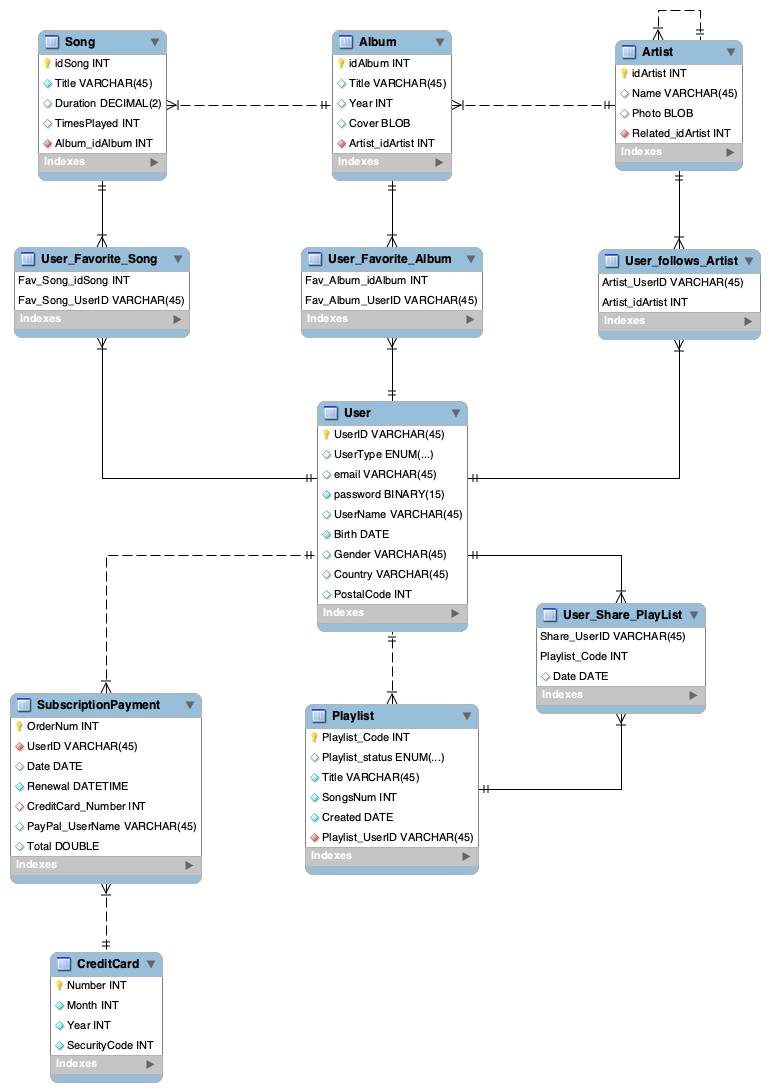 Song
idSong INT
Title VARCHAR(45)
Duration DECIMAL(2)
TimesPlayed INT
Album_idAlbum INT
Indexes
Album
idAlbum INT
Title VARCHAR(45)
Year INT
Cover BLOB
Artist_idArtist INT
Indexes
Artist
idArtist INT
Name VARCHAR(45)
Photo BLOB
Related_idArtist INT
Indexes
User_Favorite_Song
Fav_Song_idSong INT
Fav_Song_UserID VARCHAR(45)
Indexes
User_Favorite_Album
Fav_Album_idAlbum INT
Fav_Album_UserID VARCHAR(45)
Indexes
User_follows_Artist
Artist_UserID VARCHAR(45)
Artist_idArtist INT
Indexes
User
UserID VARCHAR(45)
UserType ENUM(...)
email VARCHAR(45)
password BINARY(15)
UserName VARCHAR(45)
Birth DATE
Gender VARCHAR(45)
Country VARCHAR(45)
PostalCode INT
Indexes
User_Share_PlayList
Share_UserID VARCHAR(45)
Playlist_Code INT
Date DATE
Indexes
SubscriptionPayment
OrderNum INT
UserID VARCHAR(45)
Date DATE
Renewal DATETIME
CreditCard_Number INT
PayPal_UserName VARCHAR(45)
Total DOUBLE
Indexes
Playlist
Playlist_Code INT
Playlist_status ENUM(...)
Title VARCHAR(45)
SongsNum INT
Created DATE
Playlist_UserID VARCHAR(45)
Indexes
CreditCard
Number INT
Month INT
Year INT
SecurityCode INT
Indexes